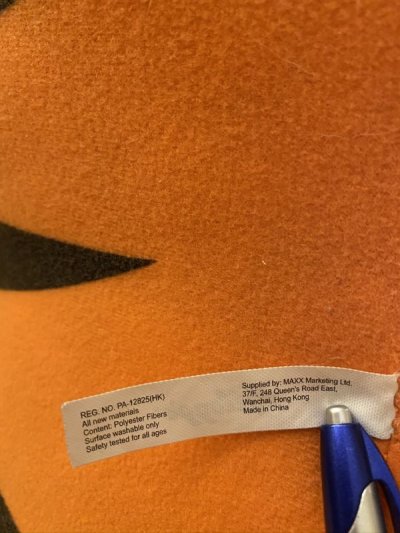 REG. NO. PA-12825(HK)
All new materials
Content: Polyester Fibers
Surface washable only
Safety tested for all ages
Supplied by: MAXX Marketing Ltd.
37/F, 248 Queen's Road East,
Wanchai, Hong Kong
Made in China